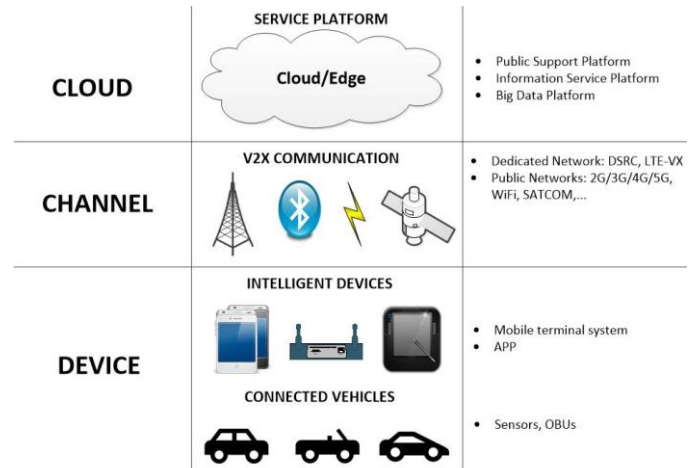 SERVICE PLATFORM
CLOUD
Cloud/Edge
• Public Support Platform
• Information Service Platform
• Big Data Platform
V2X COMMUNICATION
CHANNEL
• Dedicated Network: DSRC, LTE-VX
• Public Networks: 2G/3G/4G/5G,
WiFi, SATCOM,...
INTELLIGENT DEVICES
DEVICE
• Mobile terminal system
• APP
CONNECTED VEHICLES
• Sensors, OBUs